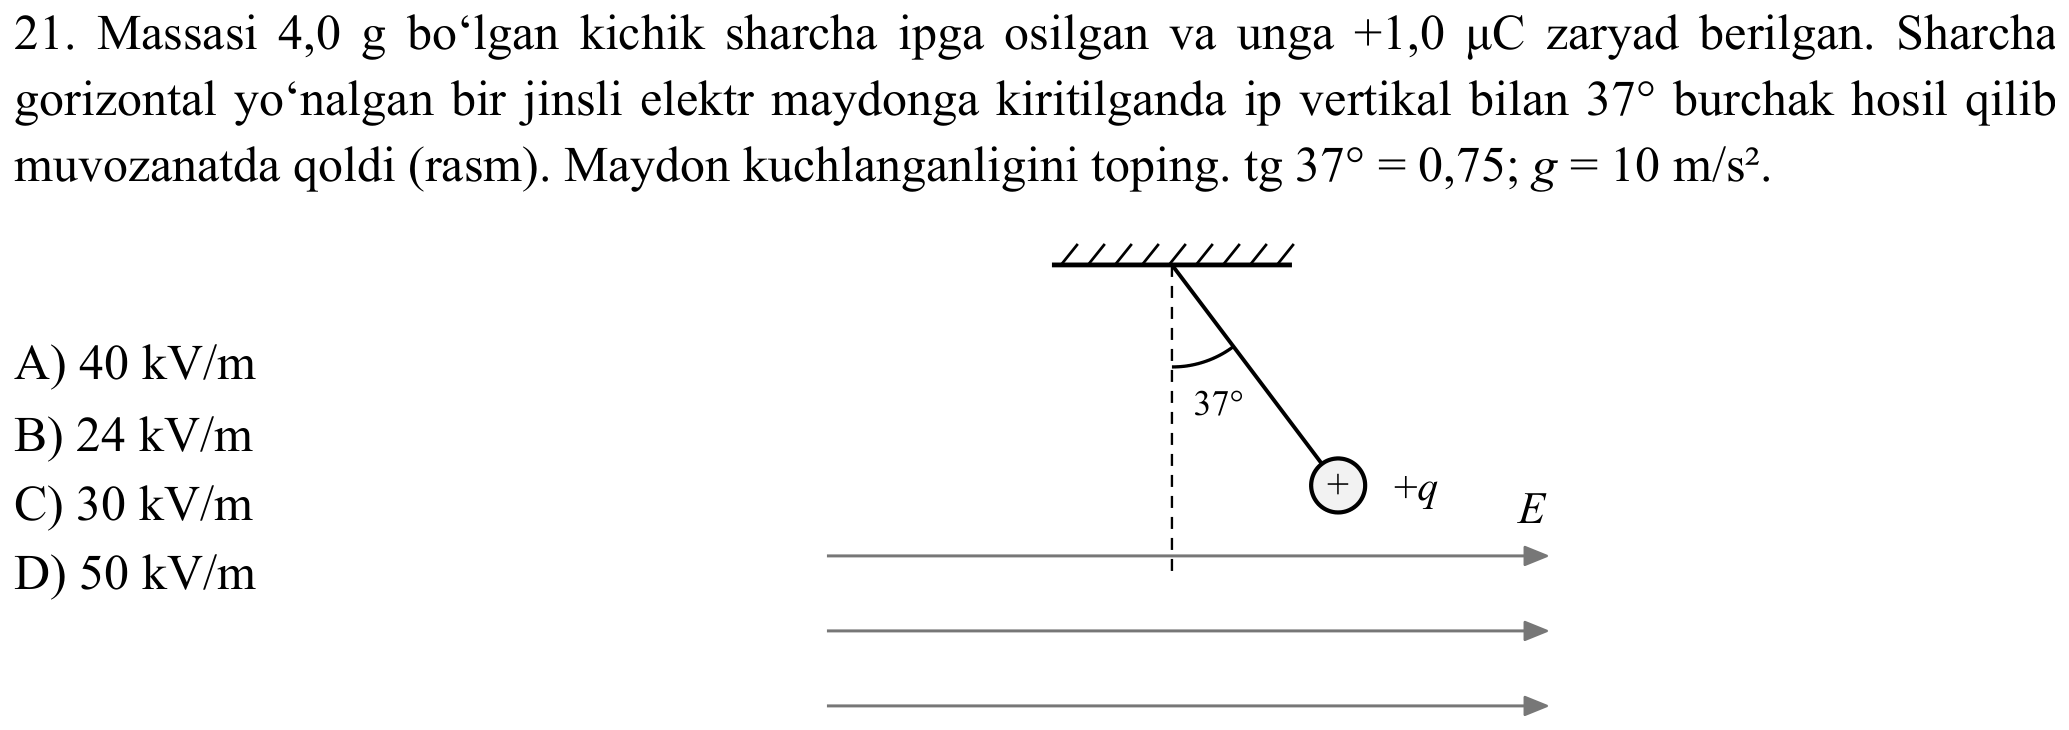 21. Massasi 4,0 g bo‘lgan kichik sharcha ipga osilgan va unga +1,0 μC zaryad berilgan. Sharcha
gorizontal yo‘nalgan bir jinsli elektr maydonga kiritilganda ip vertikal bilan 37° burchak hosil qilib
muvozanatda qoldi (rasm). Maydon kuchlanganligini toping. tg 37° = 0,75; g = 10 m/s².
A) 40 kV/m
B) 24 kV/m
C) 30 kV/m
D) 50 kV/m
37°
+
+q
E